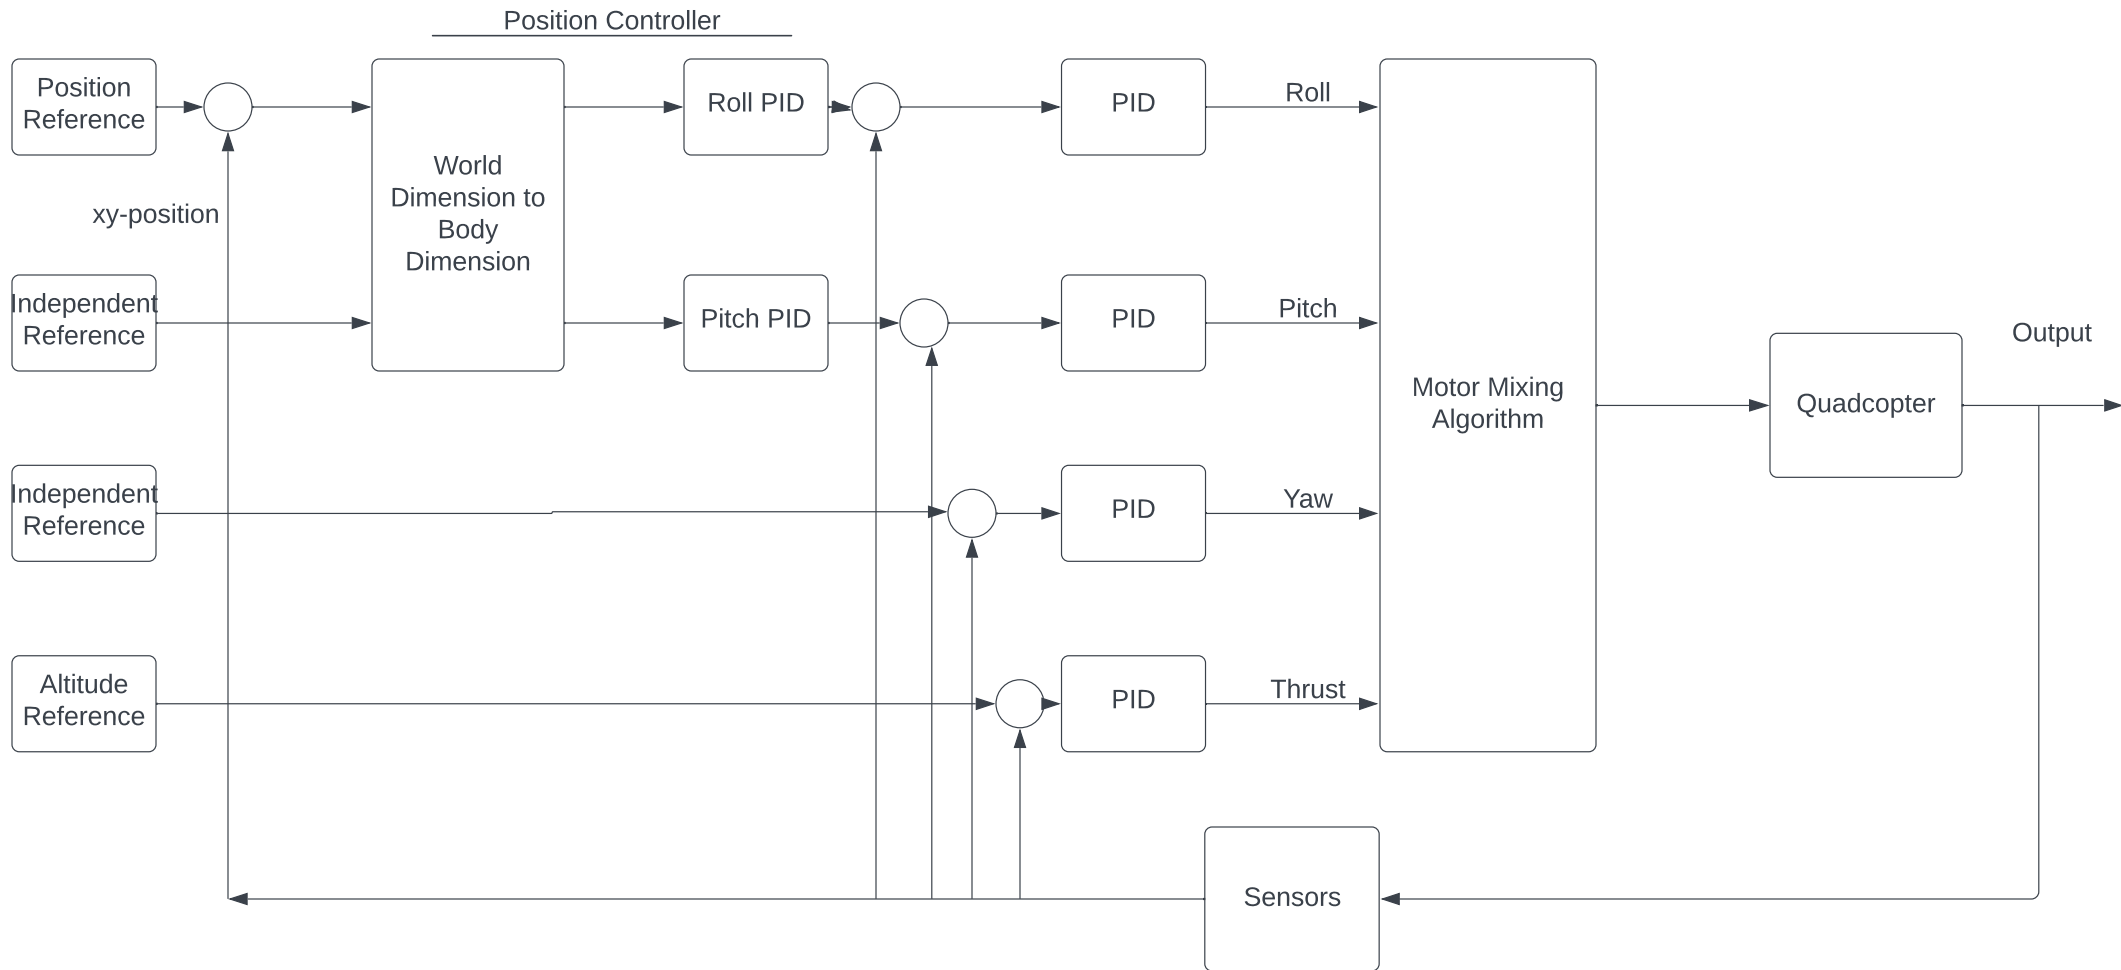 Position Controller
Position
Reference
Roll PID
PID
Roll
World
Dimension to
Body
Dimension
xy-position
Independent
Reference
Pitch PID
PID
Pitch
Motor Mixing
Algorithm
Quadcopter
Output
Independent
Reference
PID
Yaw
Altitude
Reference
PID
Thrust
Sensors